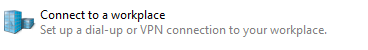 Connect to a workplace
Set up a dial-up or VPN connection to your workplace.